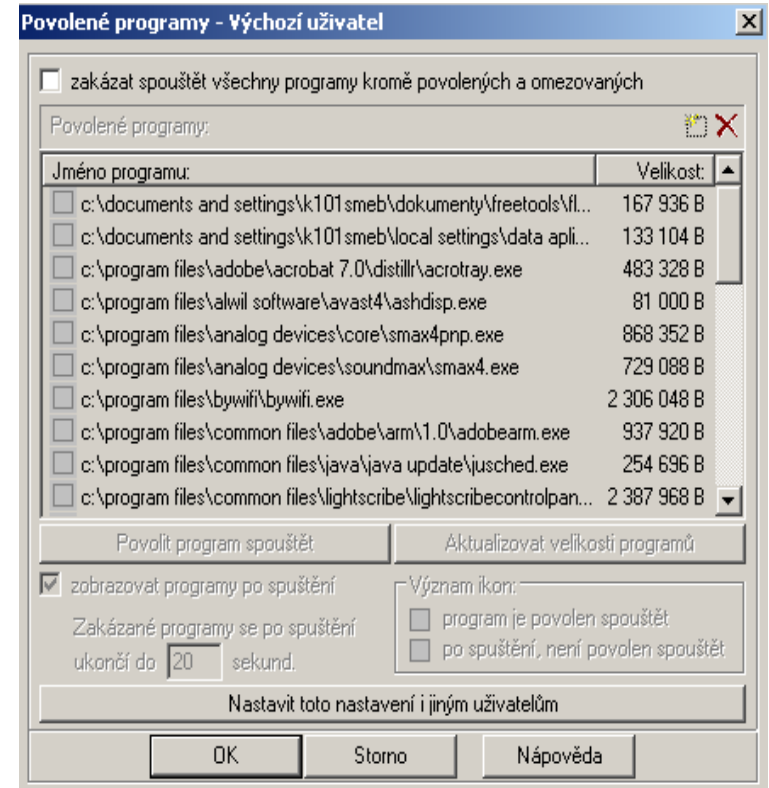 Povolené programy - Výchozí uživatel
zakázat spouštět všechny programy kromě povolených a omezovaných
Povolené programy:
Jméno programu: Velikost:
c:\documents and settings\k101smeb\dokumenty\freetools\fl... 167 936 B
c:\documents and settings\k101smeb\local settings\data apli... 133 104 B
c:\program files\adobe\acrobat 7.0\distillr\acrotray.exe 483 328 B
c:\program files\alwil software\avast4\ashdisp.exe 81 000 B
c:\program files\analog devices\core\smax4pnp.exe 868 352 B
c:\program files\analog devices\soundmax\smax4.exe 729 088 B
c:\program files\bywifi\bywifi.exe 2 306 048 B
c:\program files\common files\adobe\arm\1.0\adobearm.exe 937 920 B
c:\program files\common files\java\java update\jusched.exe 254 696 B
c:\program files\common files\lightscribe\lightscribecontrolpan... 2 387 968 B
Povolit program spouštět Aktualizovat velikosti programů
zobrazovat programy po spuštění
Zakázané programy se po spuštění
ukončí do 20 sekund.
Význam ikon:
program je povolen spouštět
po spuštění, není povolen spouštět
Nastavit toto nastavení i jiným uživatelům
OK Storno Nápověda